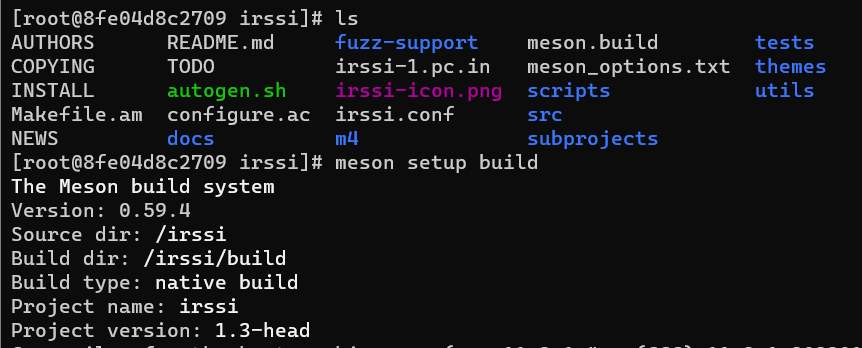 [root@8fe04d8c2709 irssi]# ls
AUTHORS      README.md     fuzz-support    meson.build        tests
COPYING      TODO          irssi-1.pc.in   meson_options.txt  themes
INSTALL      autogen.sh    irssi-icon.png  scripts            utils
Makefile.am  configure.ac  irssi.conf      src
NEWS         docs          m4              subprojects
[root@8fe04d8c2709 irssi]# meson setup build
The Meson build system
Version: 0.59.4
Source dir: /irssi
Build dir: /irssi/build
Build type: native build
Project name: irssi
Project version: 1.3-head